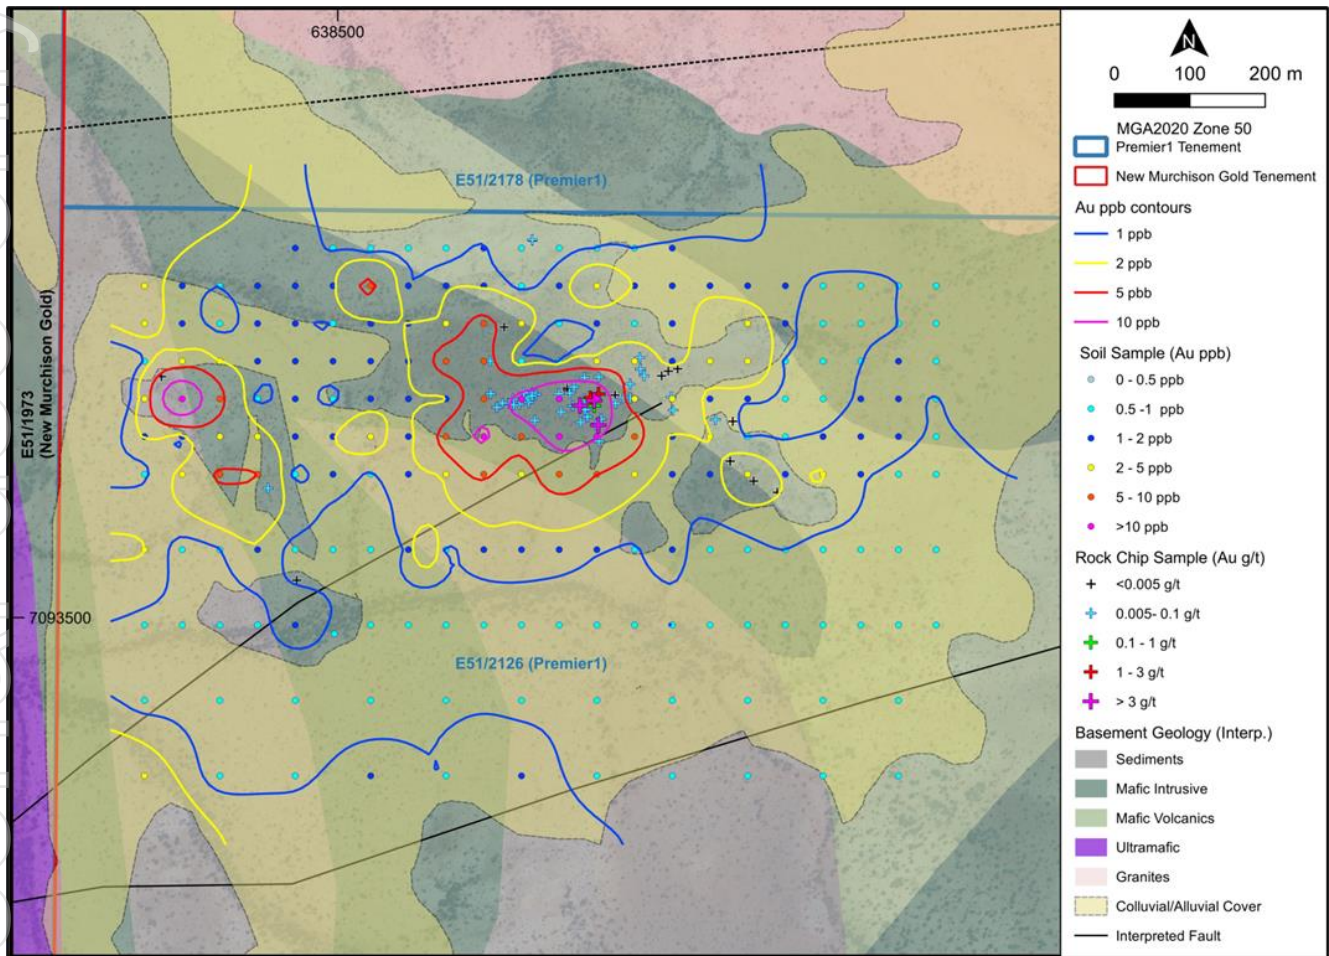 638500
7093500
E51/2178 (Premier1)
E51/2126 (Premier1)
E51/1973
(New Murchison Gold)
N
0 100 200 m
MGA2020 Zone 50
Premier1 Tenement
New Murchison Gold Tenement
Au ppb contours
1 ppb
2 ppb
5 ppb
10 ppb
Soil Sample (Au ppb)
0 - 0.5 ppb
0.5 -1 ppb
1 - 2 ppb
2 - 5 ppb
5 - 10 ppb
>10 ppb
Rock Chip Sample (Au g/t)
<0.005 g/t
0.005- 0.1 g/t
0.1 - 1 g/t
1 - 3 g/t
> 3 g/t
Basement Geology (Interp.)
Sediments
Mafic Intrusive
Mafic Volcanics
Ultramafic
Granites
Colluvial/Alluvial Cover
Interpreted Fault